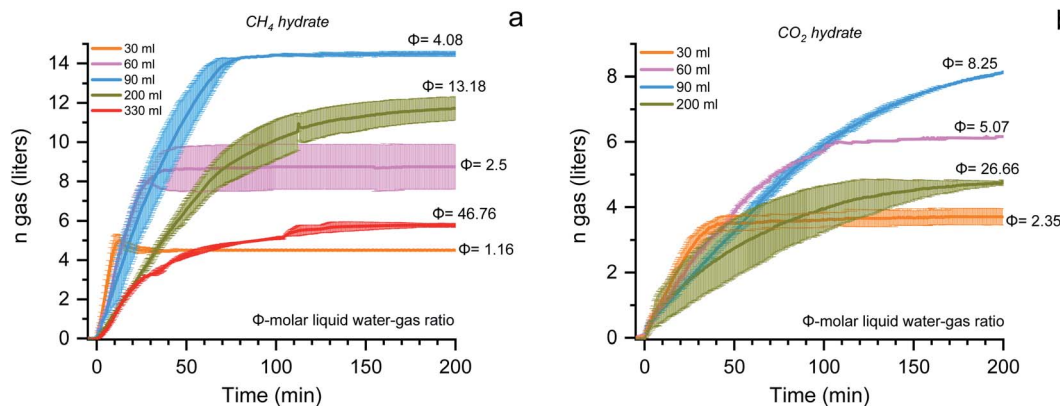 CH₄ hydrate
a
30 ml
60 ml
90 ml
200 ml
330 ml
Φ= 4.08
Φ= 13.18
Φ= 2.5
Φ= 46.76
Φ= 1.16
Φ-molar liquid water-gas ratio
n gas (liters)
14
12
10
8
6
4
2
0
0 50 100 150 200
Time (min)
CO₂ hydrate
30 ml
60 ml
90 ml
200 ml
Φ= 8.25
Φ= 5.07
Φ= 26.66
Φ= 2.35
Φ-molar liquid water-gas ratio
n gas (liters)
8
6
4
2
0
0 50 100 150 200
Time (min)